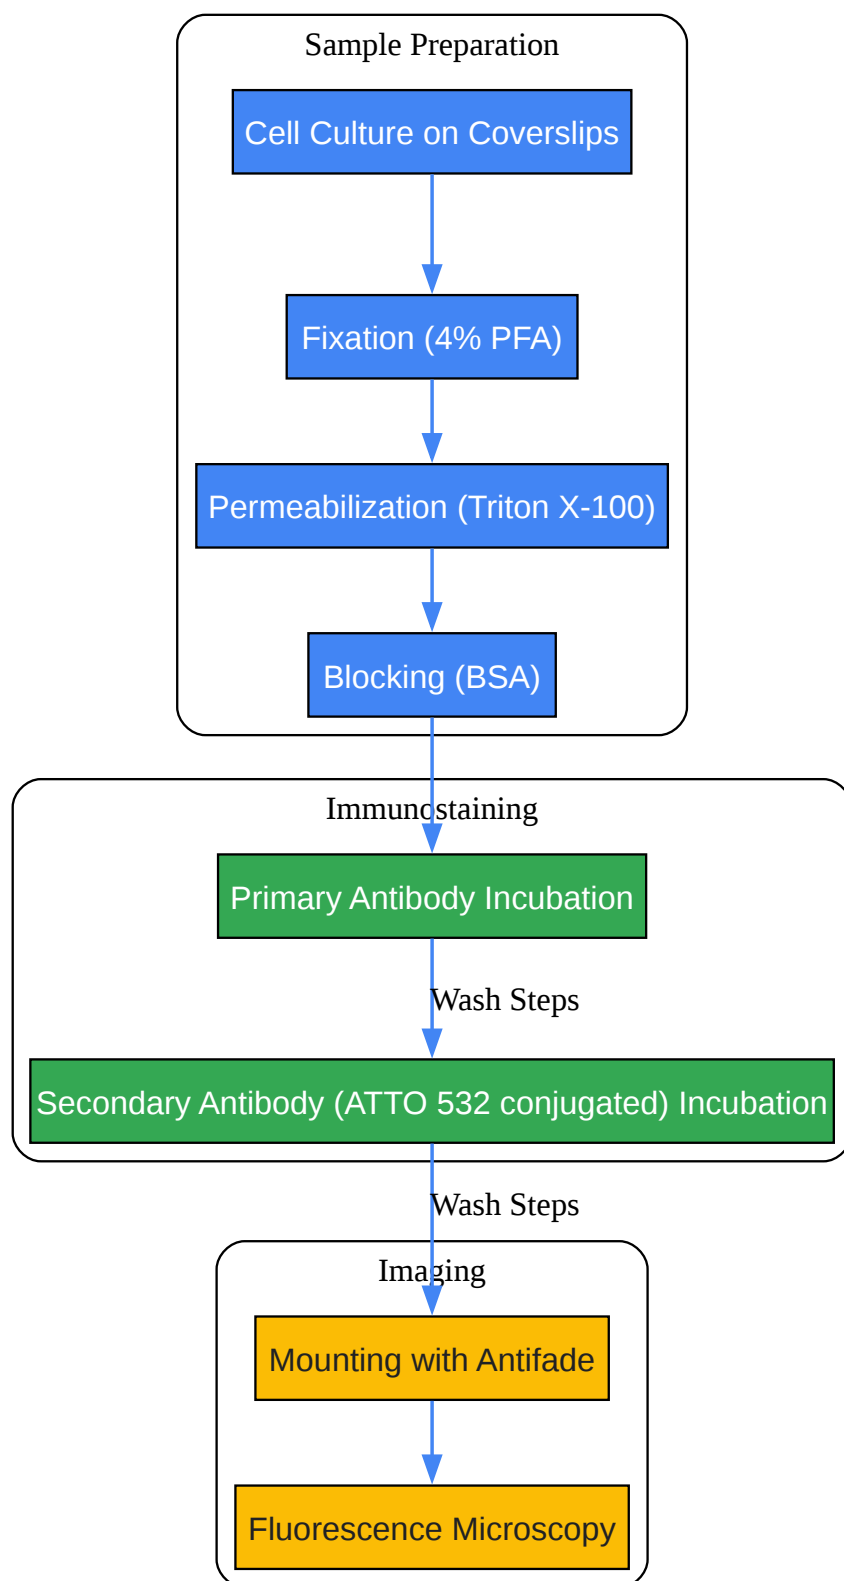 Sample Preparation
Cell Culture on Coverslips
Fixation (4% PFA)
Permeabilization (Triton X-100)
Blocking (BSA)
Immunostaining
Primary Antibody Incubation
Wash Steps
Secondary Antibody (ATTO 532 conjugated) Incubation
Wash Steps
Imaging
Mounting with Antifade
Fluorescence Microscopy